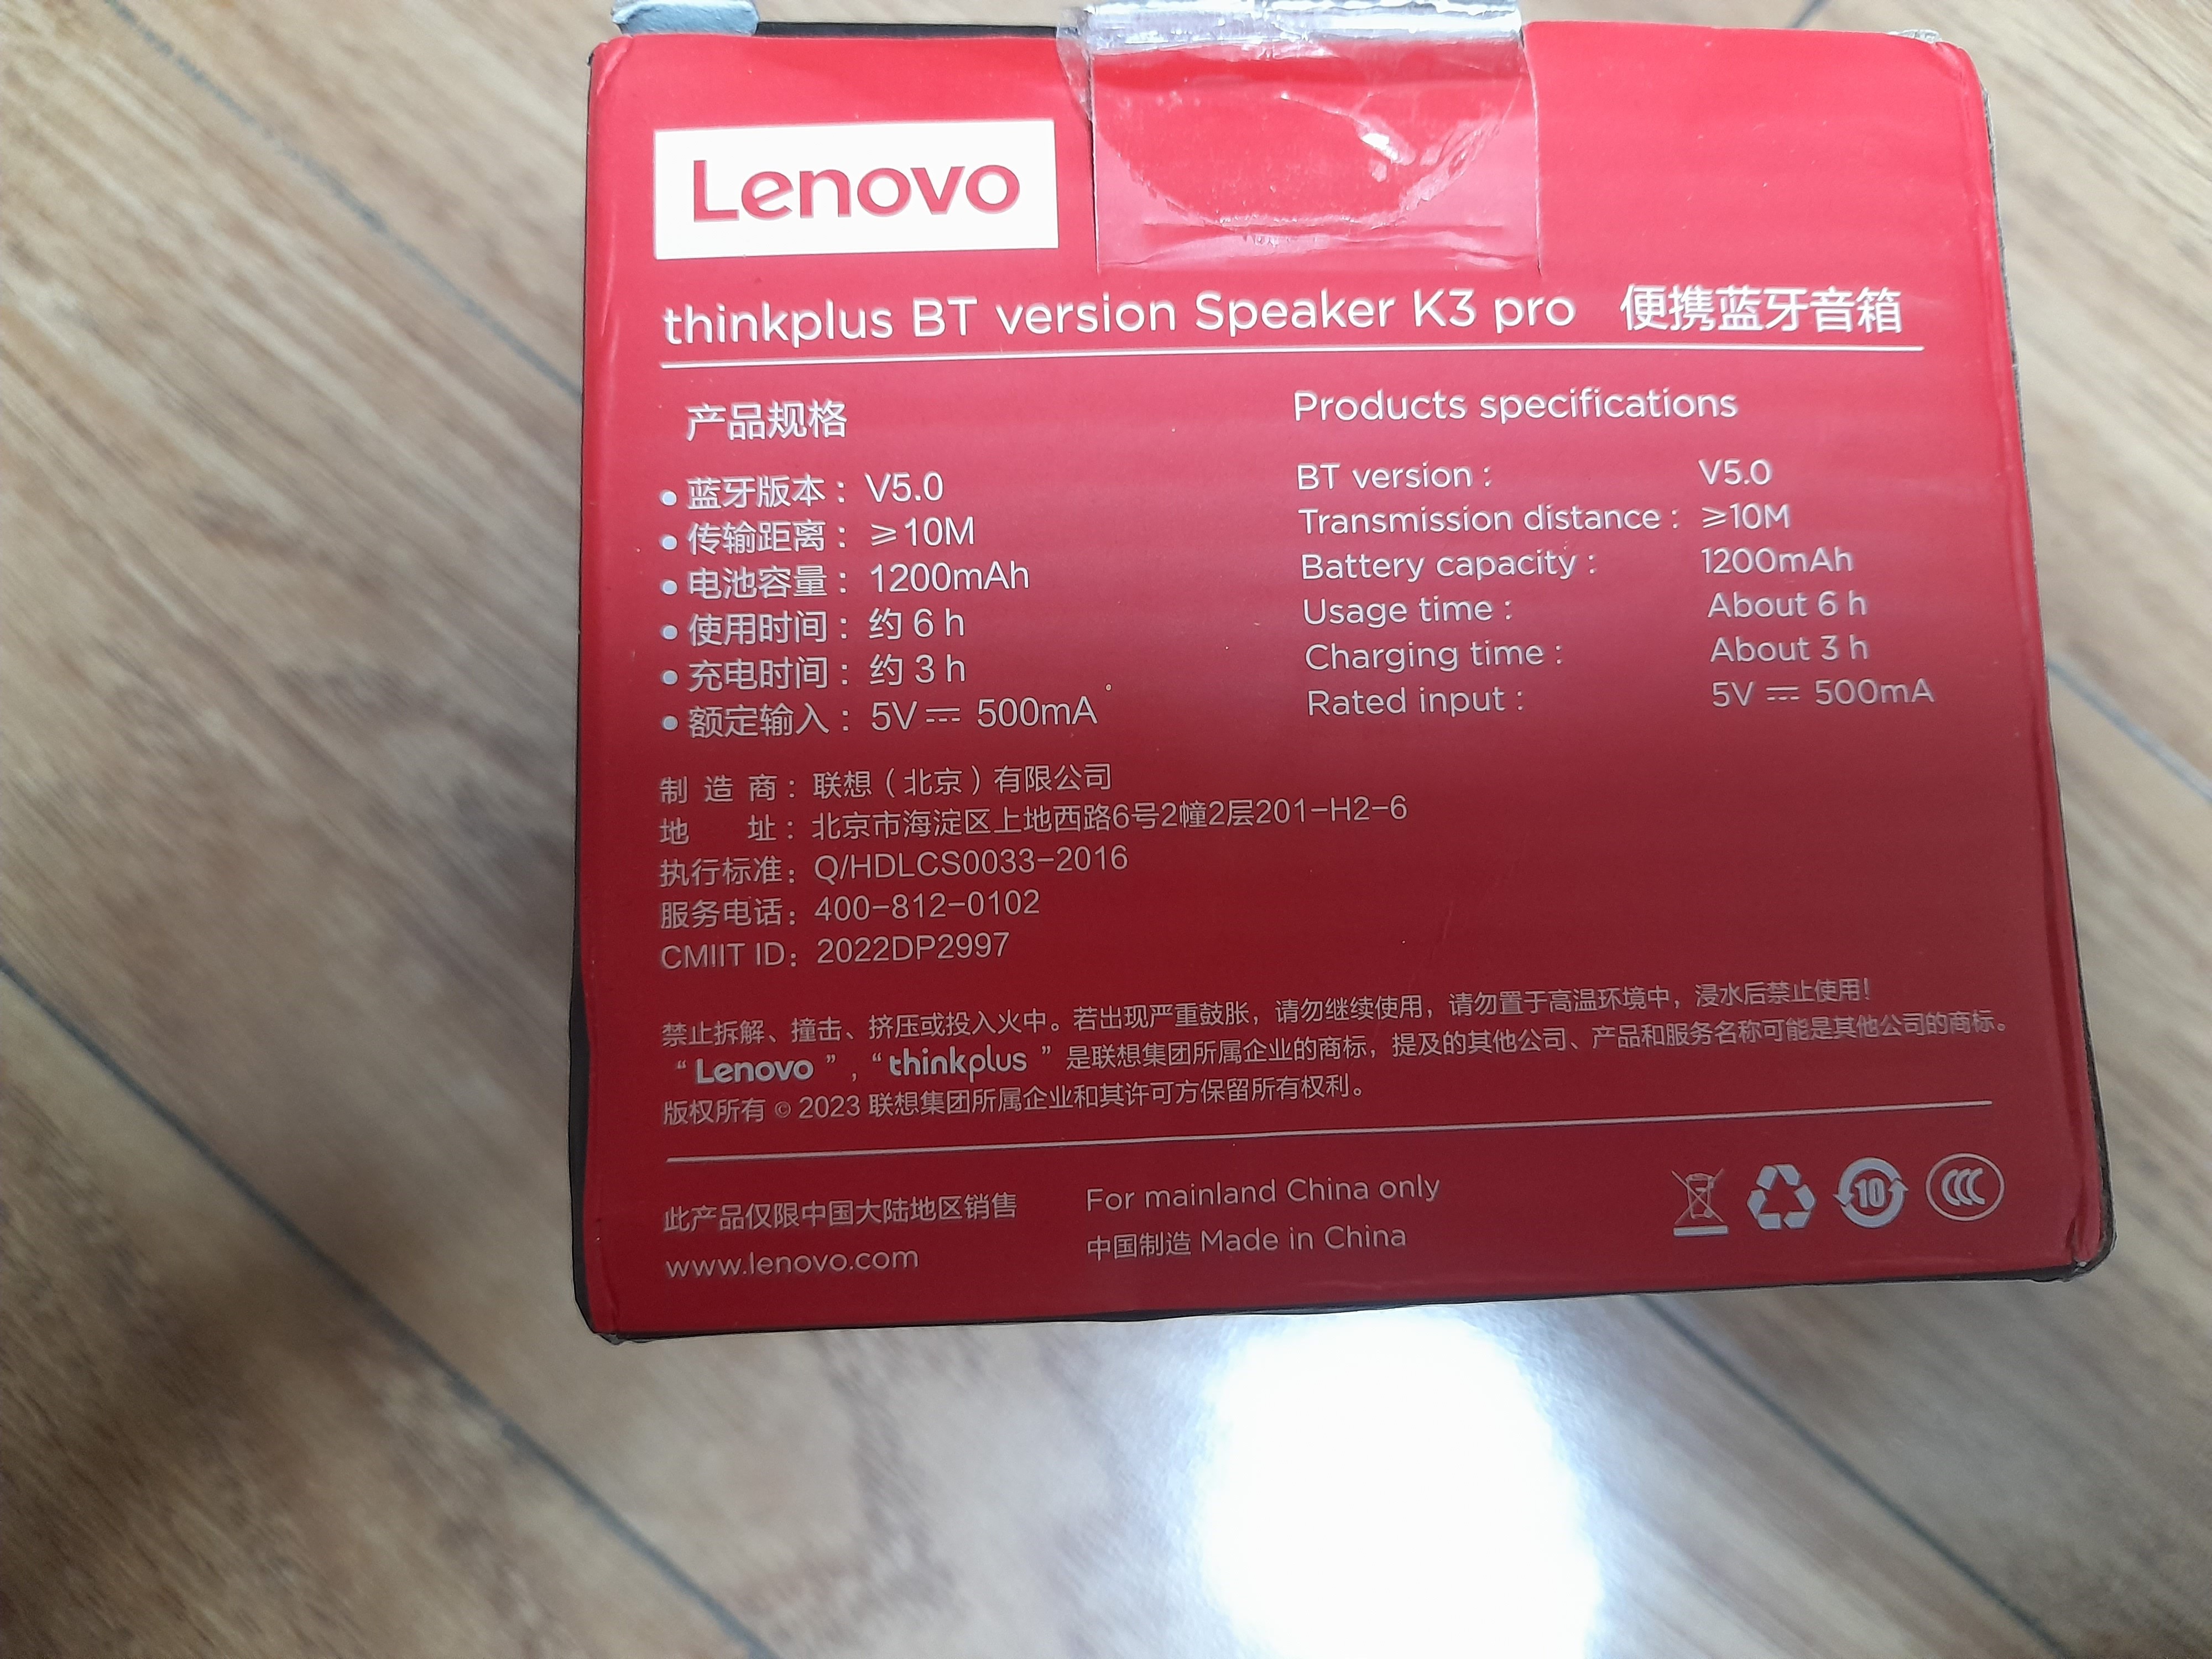 Lenovo
thinkplus BT version Speaker K3 pro 便携蓝牙音箱
产品规格
• 蓝牙版本：V5.0
• 传输距离：≥10M
• 电池容量：1200mAh
• 使用时间：约 6 h
• 充电时间：约 3 h
• 额定输入：5V ⎓ 500mA
Products specifications
BT version : V5.0
Transmission distance : ≥10M
Battery capacity : 1200mAh
Usage time : About 6 h
Charging time : About 3 h
Rated input : 5V ⎓ 500mA
制 造 商：联想（北京）有限公司
地 址：北京市海淀区上地西路6号2幢2层201-H2-6
执行标准：Q/HDLCS0033-2016
服务电话：400-812-0102
CMIIT ID：2022DP2997
禁止拆解、撞击、挤压或投入火中。若出现严重鼓胀，请勿继续使用，请勿置于高温环境中，浸水后禁止使用！
“Lenovo”，“thinkplus”是联想集团所属企业的商标，提及的其他公司、产品和服务名称可能是其他公司的商标。
版权所有 © 2023 联想集团所属企业和其许可方保留所有权利。
此产品仅限中国大陆地区销售
www.lenovo.com
For mainland China only
中国制造 Made in China
10
CCC